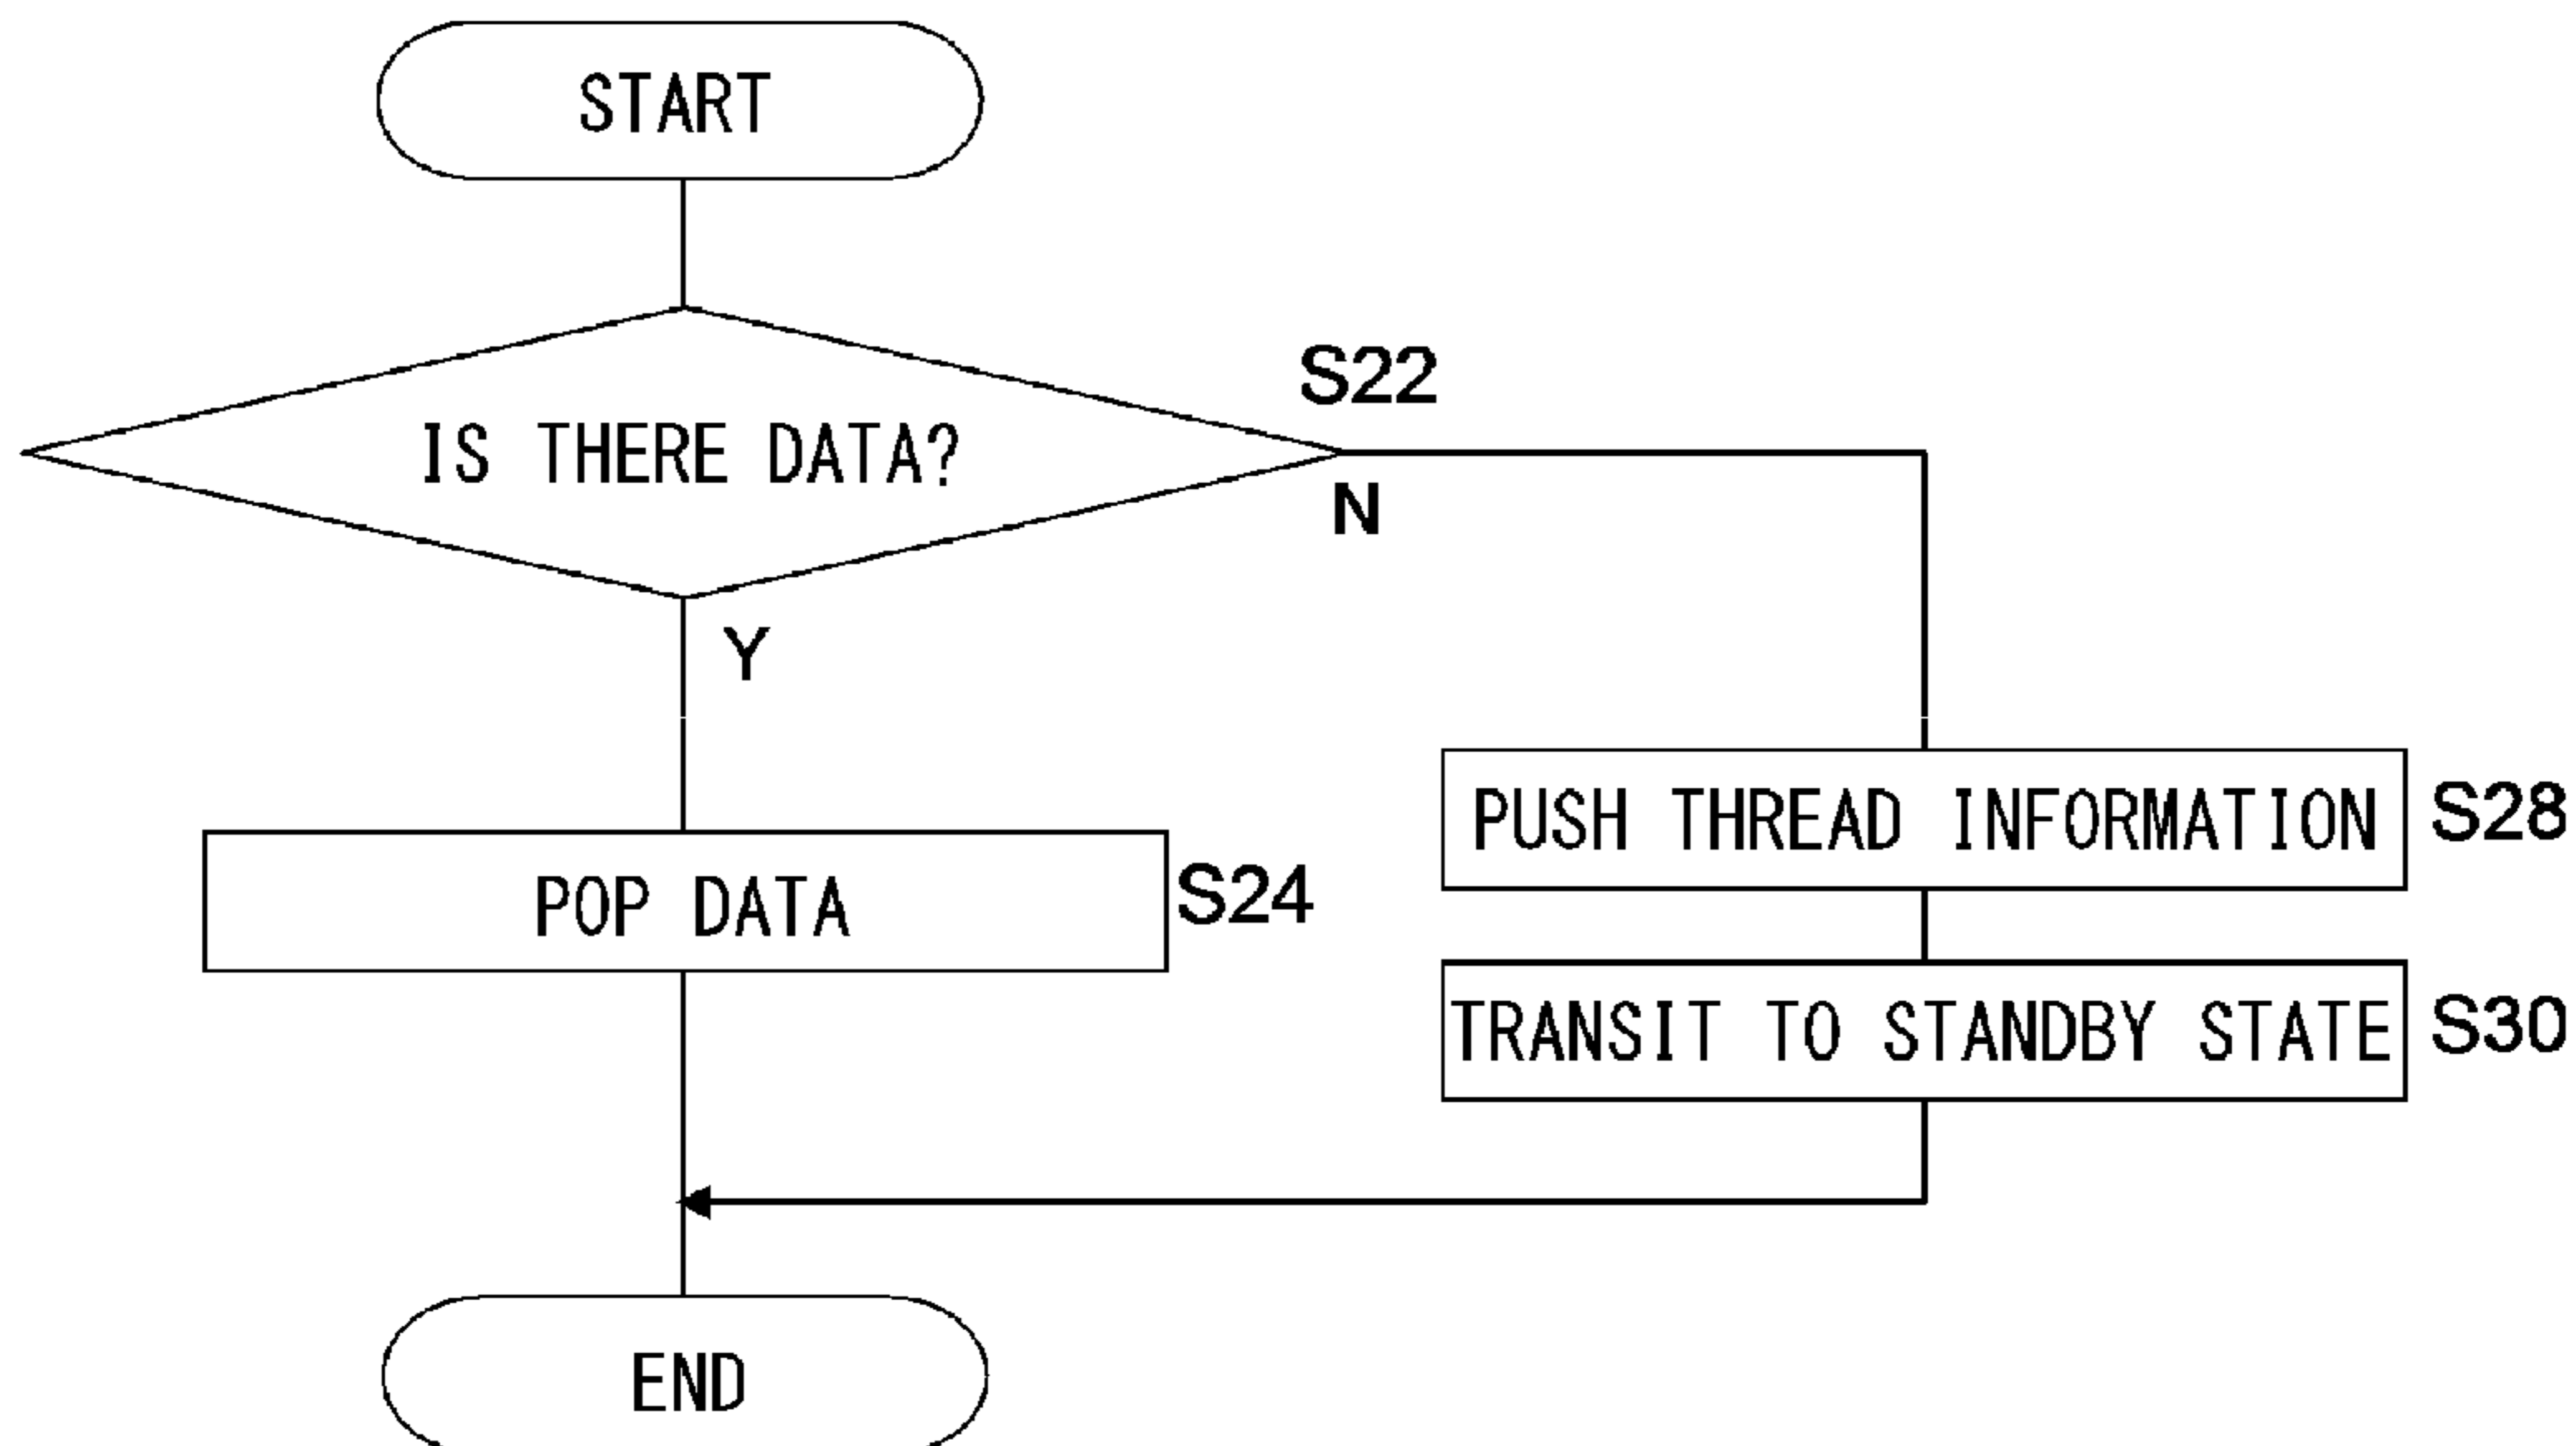 START
S22
IS THERE DATA?
N
Y
PUSH THREAD INFORMATION S28
POP DATA S24
TRANSIT TO STANDBY STATE S30
END